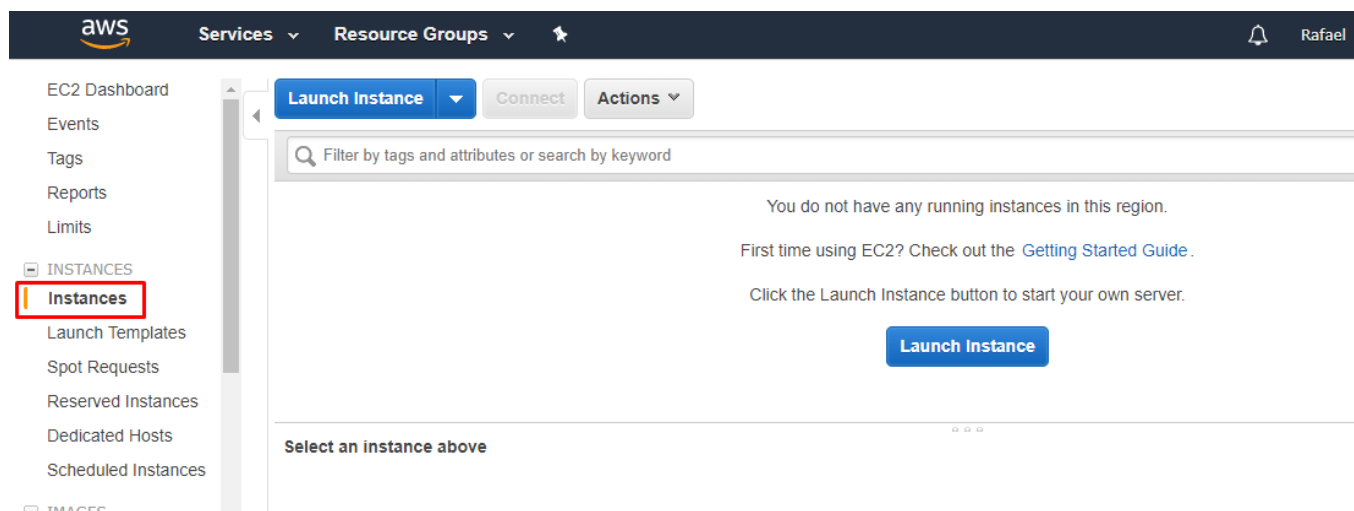 aws Services Resource Groups Rafael
EC2 Dashboard
Events
Tags
Reports
Limits
INSTANCES
Instances
Launch Templates
Spot Requests
Reserved Instances
Dedicated Hosts
Scheduled Instances
IMAGES
Launch Instance Connect Actions
Filter by tags and attributes or search by keyword
You do not have any running instances in this region.
First time using EC2? Check out the Getting Started Guide.
Click the Launch Instance button to start your own server.
Launch Instance
Select an instance above